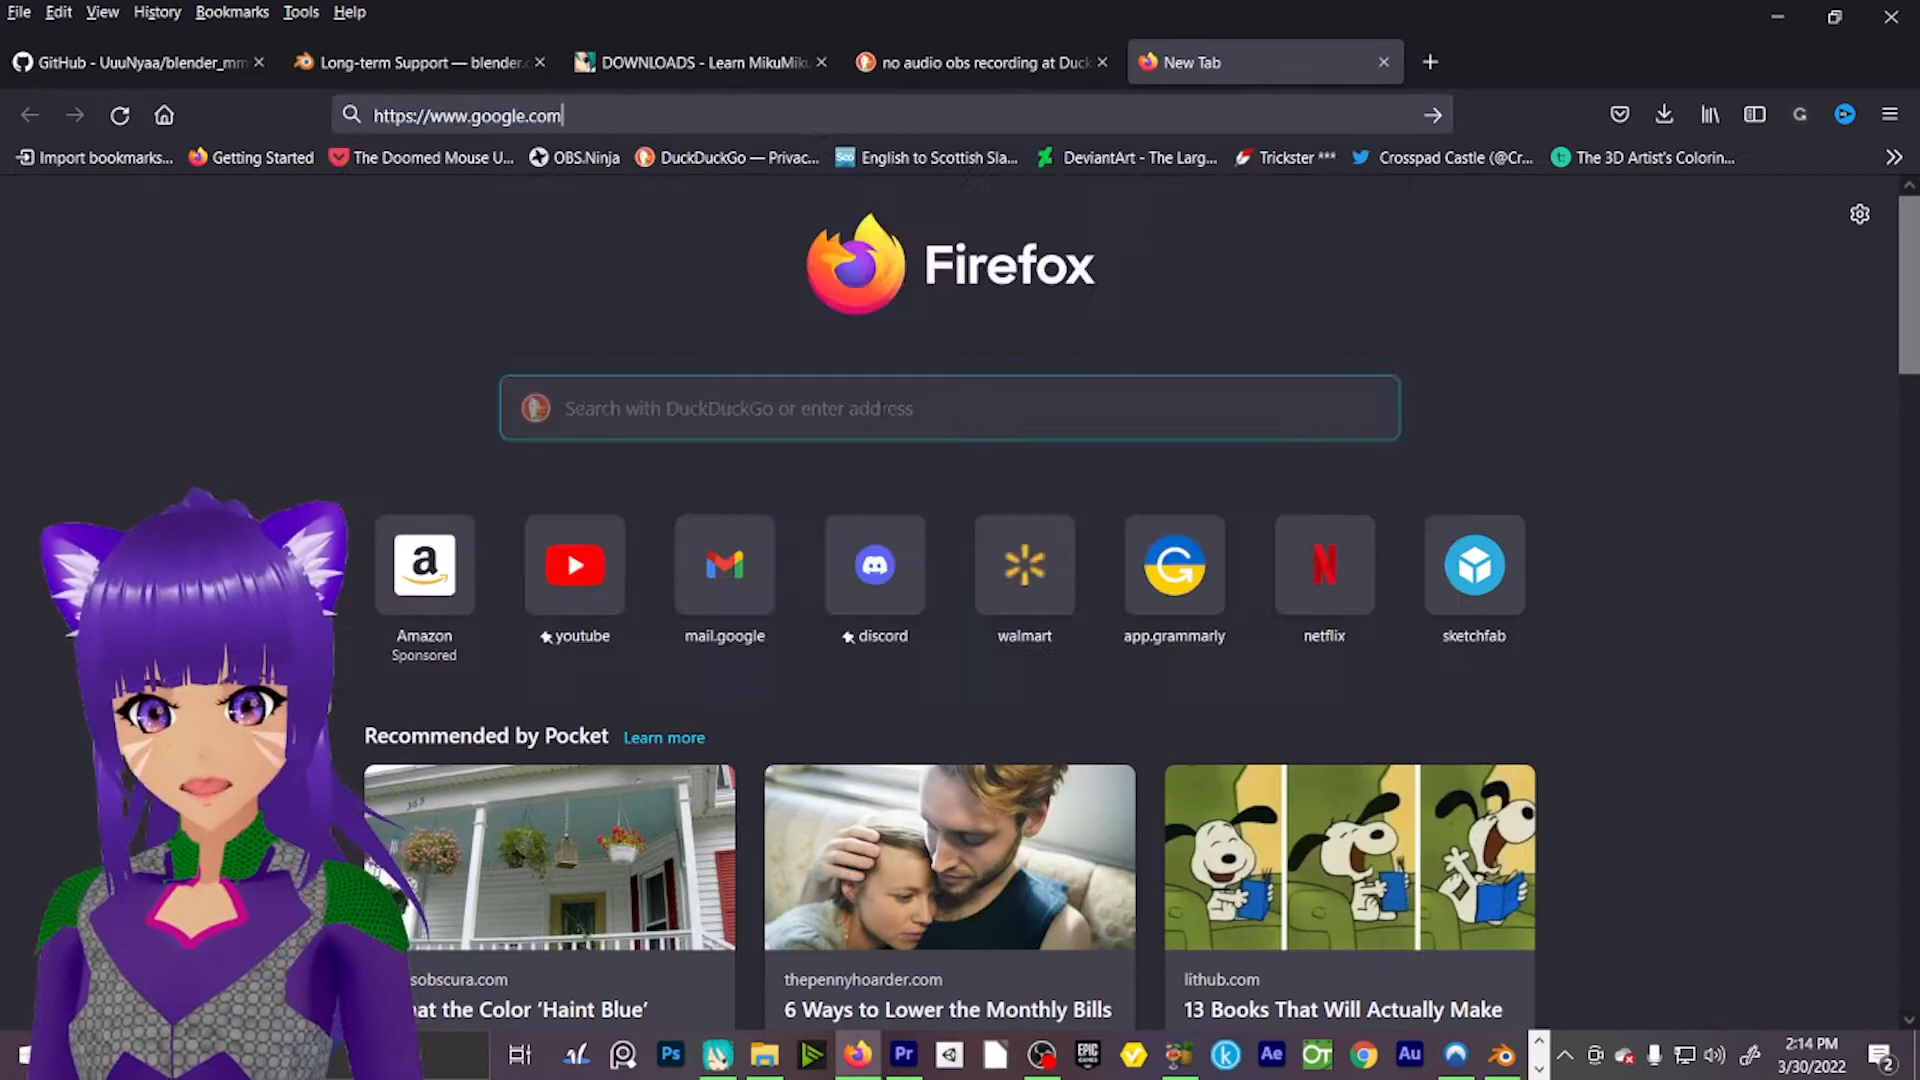 File Edit View History Bookmarks Tools Help
GitHub - UuuNyaa/blender_mm
Long-term Support — blender.o
DOWNLOADS - Learn MikuMik
no audio obs recording at Duck
New Tab
https://www.google.com
Import bookmarks...
Getting Started
The Doomed Mouse U...
OBS.Ninja
DuckDuckGo — Privac...
English to Scottish Sla...
DeviantArt - The Larg...
Trickster ***
Crosspad Castle (@Cr...
The 3D Artist's Colorin...
Firefox
Search with DuckDuckGo or enter address
Amazon
Sponsored
youtube
mail.google
discord
walmart
app.grammarly
netflix
sketchfab
Recommended by Pocket Learn more
sobscura.com
hat the Color ‘Haint Blue’
thepennyhoarder.com
6 Ways to Lower the Monthly Bills
lithub.com
13 Books That Will Actually Make
2:14 PM
3/30/2022